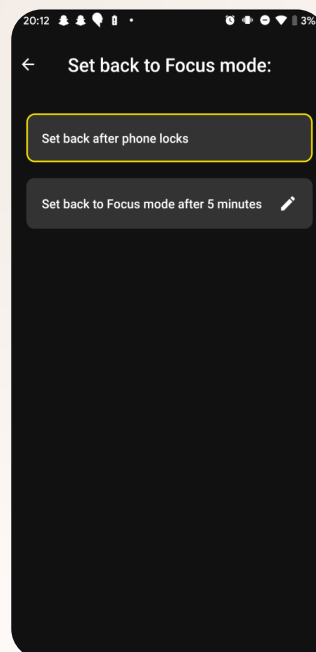 20:12 3%
Set back to Focus mode:
Set back after phone locks
Set back to Focus mode after 5 minutes